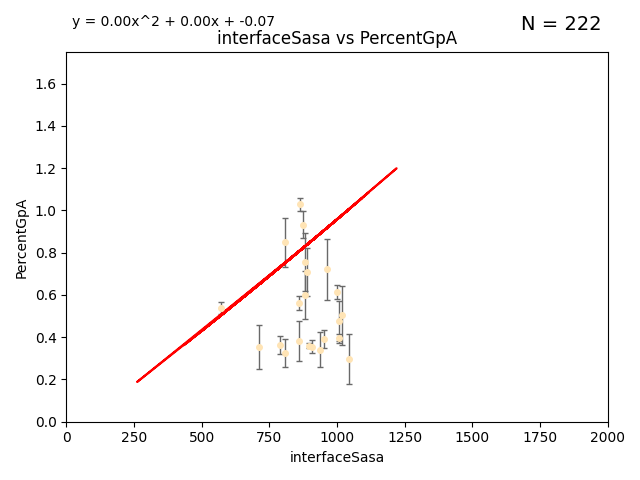 y = 0.00x^2 + 0.00x + -0.07
N = 222
interfaceSasa vs PercentGpA
PercentGpA
1.6
1.4
1.2
1.0
0.8
0.6
0.4
0.2
0.0
0 250 500 750 1000 1250 1500 1750 2000
interfaceSasa